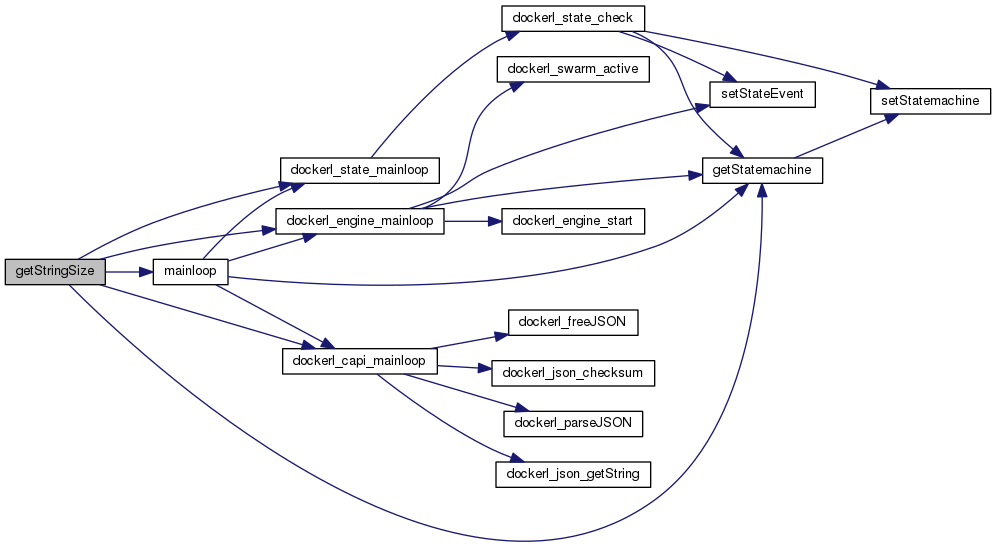 dockerl_state_check
dockerl_swarm_active
setStateEvent
setStatemachine
dockerl_state_mainloop
getStatemachine
dockerl_engine_mainloop
dockerl_engine_start
getStringSize
mainloop
dockerl_freeJSON
dockerl_capi_mainloop
dockerl_json_checksum
dockerl_parseJSON
dockerl_json_getString